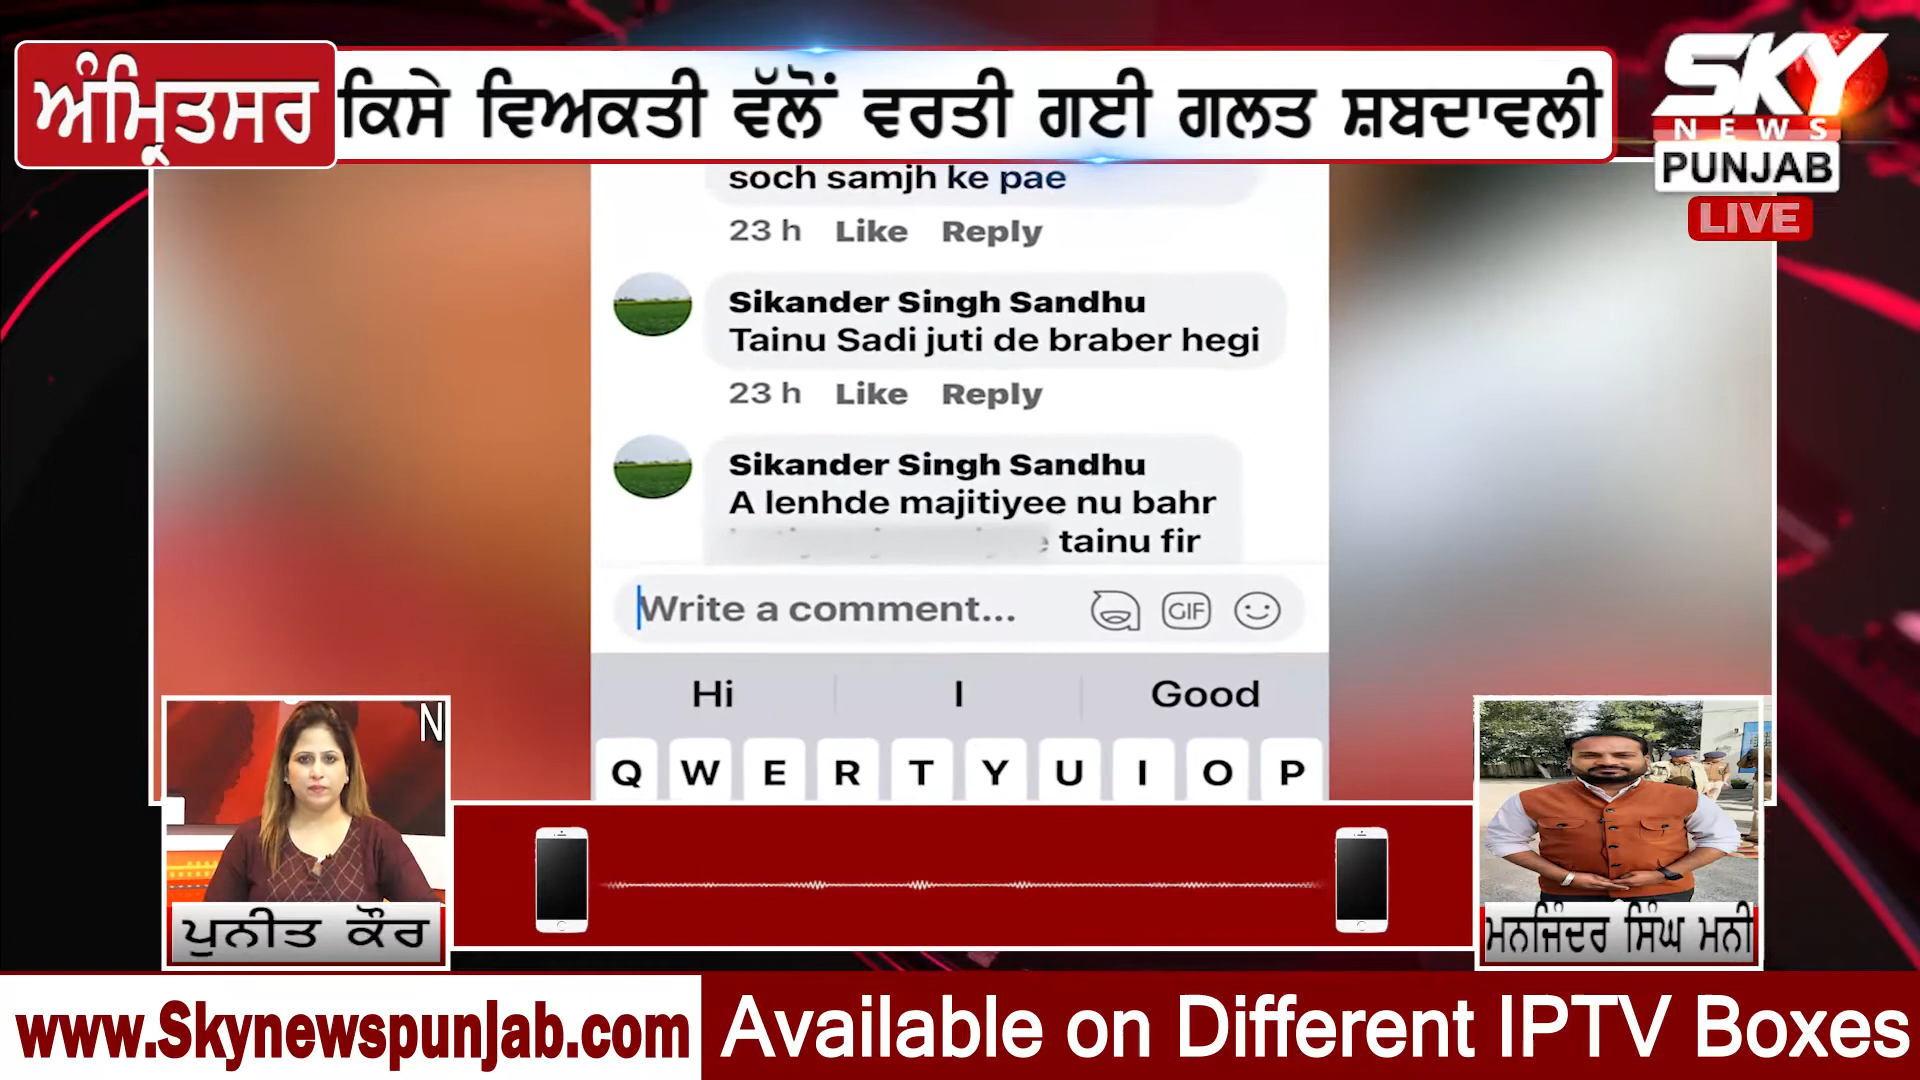 ਅੰਮ੍ਰਿਤਸਰ
ਕਿਸੇ ਵਿਅਕਤੀ ਵੱਲੋਂ ਵਰਤੀ ਗਈ ਗਲਤ ਸ਼ਬਦਾਵਲੀ
SKY
NEWS
PUNJAB
LIVE
soch samjh ke pae
23 h Like Reply
Sikander Singh Sandhu
Tainu Sadi juti de braber hegi
23 h Like Reply
Sikander Singh Sandhu
A lenhde majitiyee nu bahr
tainu fir
Write a comment...
GIF
Hi I Good
Q W E R T Y U I O P
N
ਪੁਨੀਤ ਕੌਰ
ਮਨਜਿੰਦਰ ਸਿੰਘ ਮਨੀ
www.Skynewspunjab.com
Available on Different IPTV Boxes